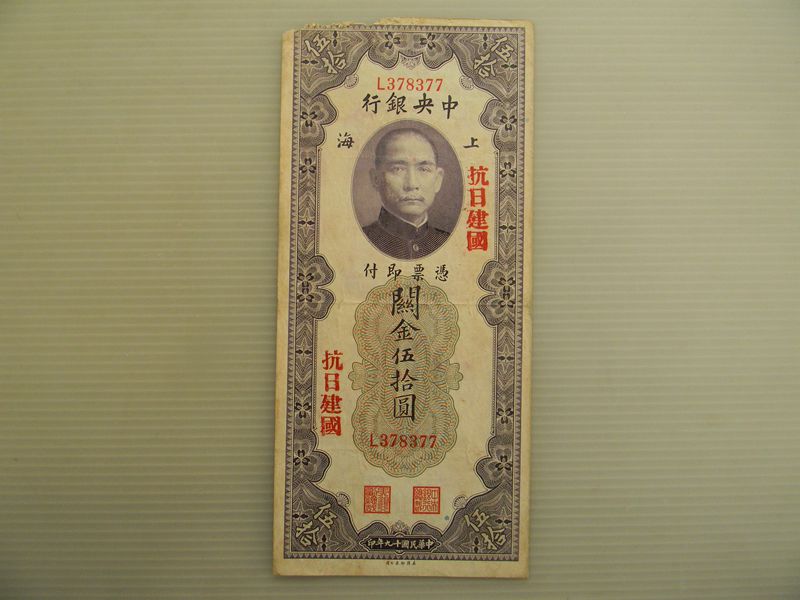 伍拾
伍拾
L378377
中央銀行
上海
抗日建國
憑票即付
關金伍拾圓
抗日建國
L378377
伍拾
伍拾
中華民國十九年印